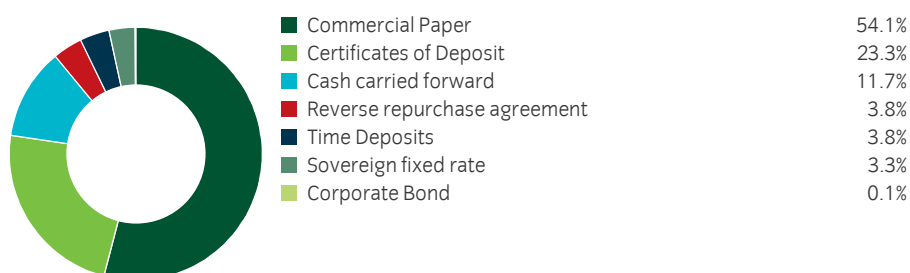 Commercial Paper 54.1%
Certificates of Deposit 23.3%
Cash carried forward 11.7%
Reverse repurchase agreement 3.8%
Time Deposits 3.8%
Sovereign fixed rate 3.3%
Corporate Bond 0.1%